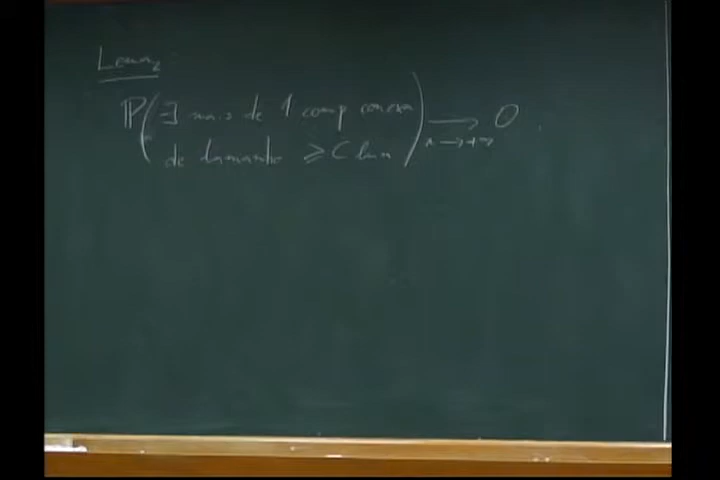 Lema:
P( ∃ mais de 1 comp conexa
de tamanho ≥ C ln n ) → 0
n → +∞